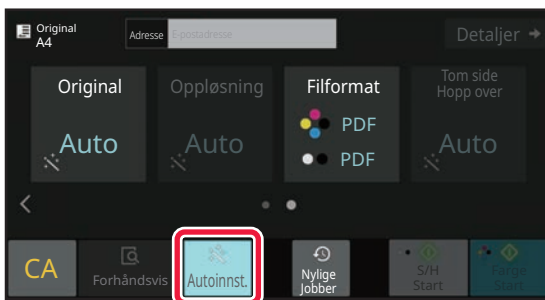 Original
A4
Adresse
E-postadresse
Detaljer
Original
Auto
Oppløsning
Auto
Filformat
PDF
PDF
Tom side
Hopp over
Auto
CA
Forhåndsvis
Autoinnst.
Nylige
Jobber
S/H
Start
Farge
Start